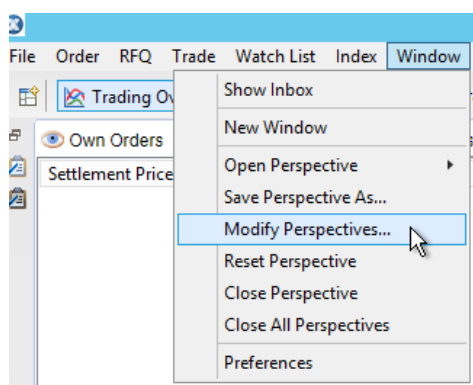 File Order RFQ Trade Watch List Index Window
Trading Ov
Show Inbox
Own Orders
New Window
Settlement Price
Open Perspective
Save Perspective As...
Modify Perspectives...
Reset Perspective
Close Perspective
Close All Perspectives
Preferences